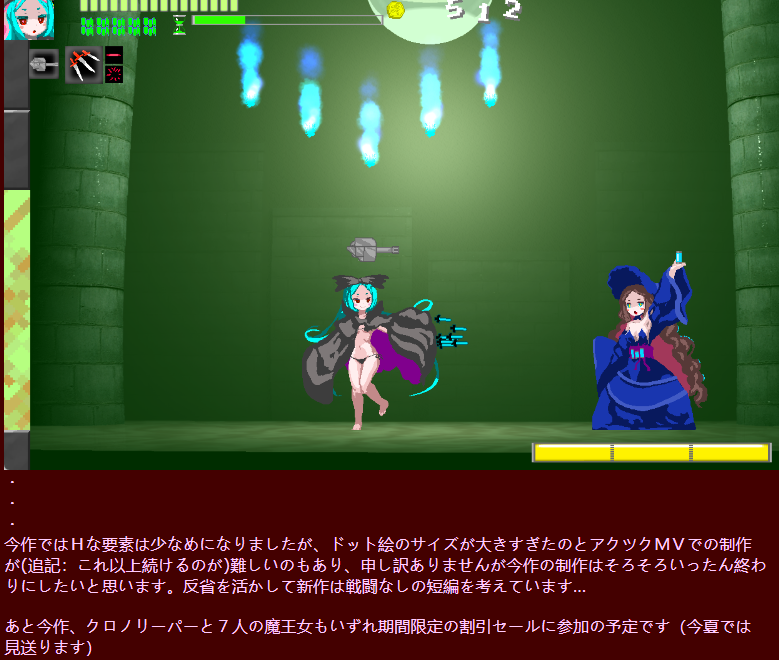 512
・
・
・
今作ではＨな要素は少なめになりましたが、ドット絵のサイズが大きすぎたのとアクツクＭＶでの制作
が(追記：これ以上続けるのが)難しいのもあり、申し訳ありませんが今作の制作はそろそろいったん終わ
りにしたいと思います。反省を活かして新作は戦闘なしの短編を考えています...
あと今作、クロノリーパーと７人の魔王女もいずれ期間限定の割引セールに参加の予定です（今夏では
見送ります）